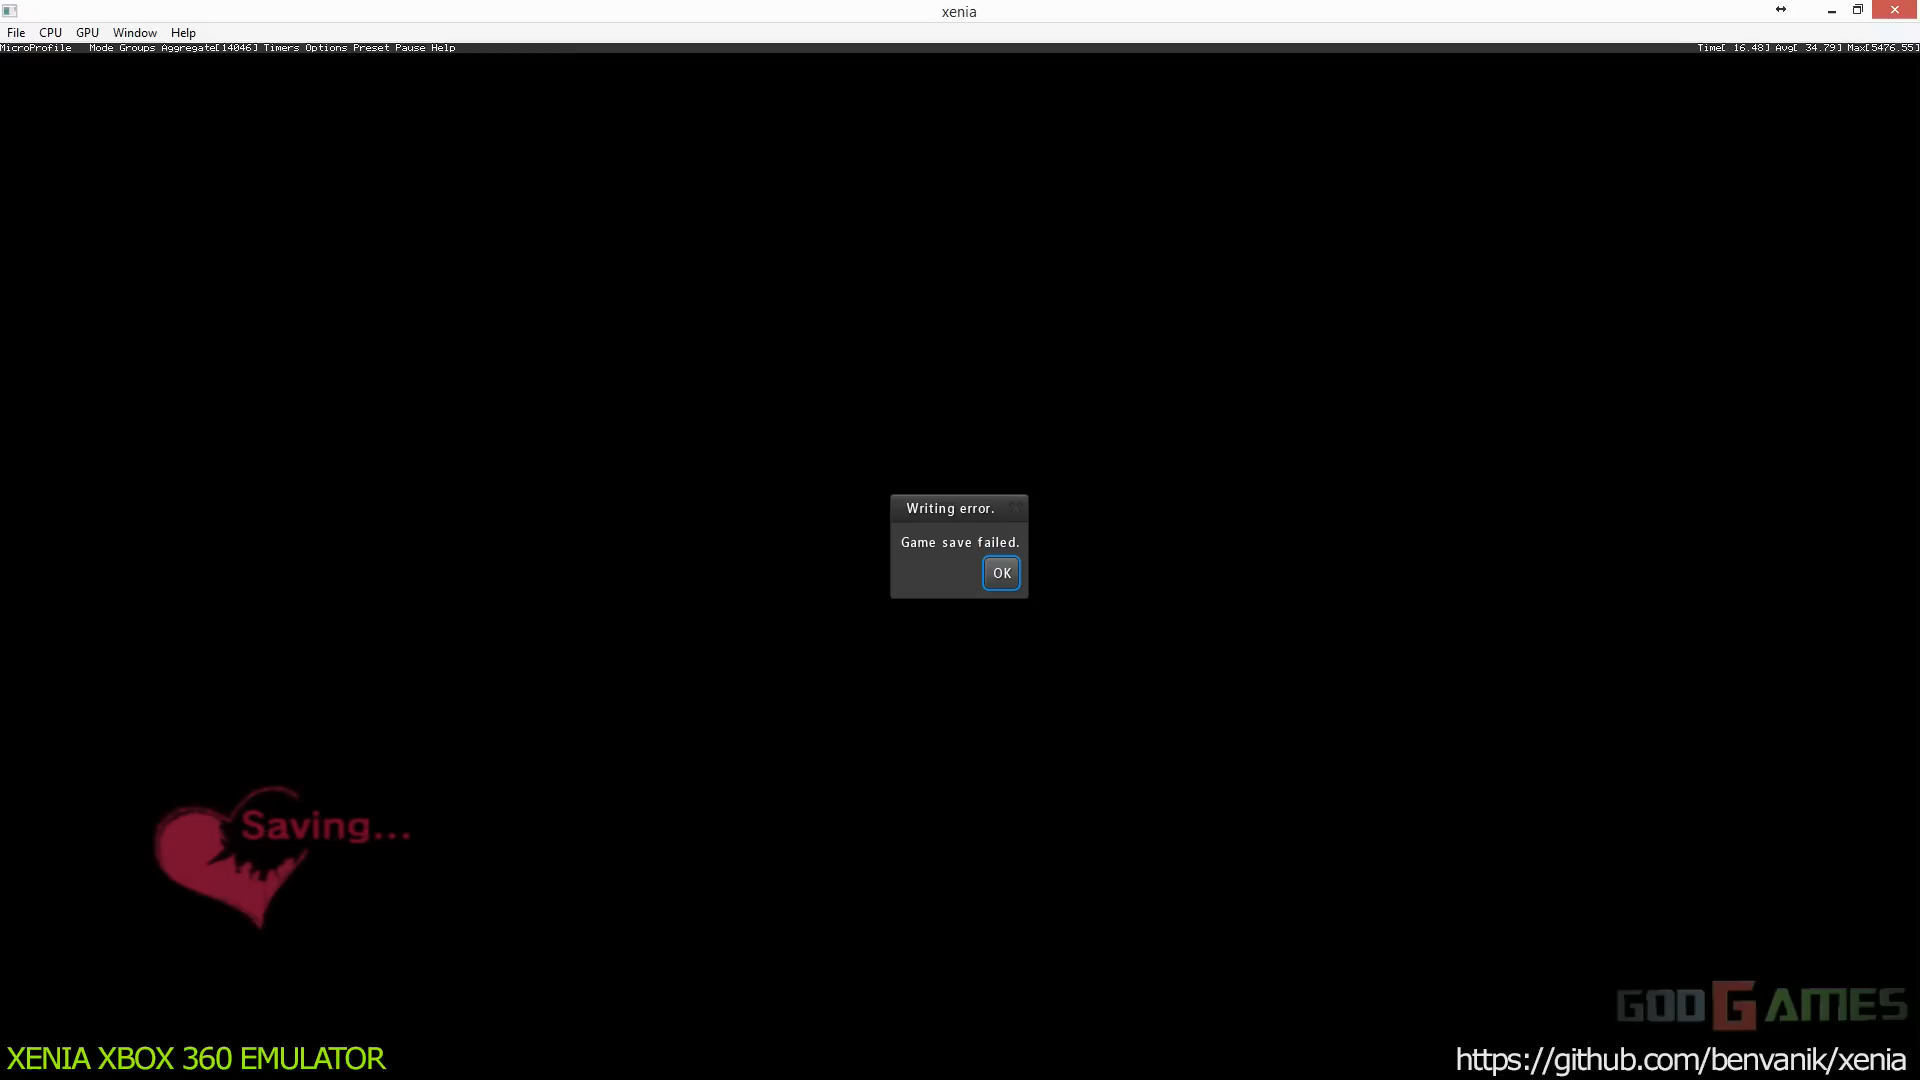 xenia
File CPU GPU Window Help
MicroProfile Mode Groups Aggregate[14046] Timers Options Preset Pause Help Time[ 16.48] Avg[ 34.79] Max[5476.55]
Writing error.
Game save failed.
OK
Saving...
GOD GAMES
XENIA XBOX 360 EMULATOR
https://github.com/benvanik/xenia